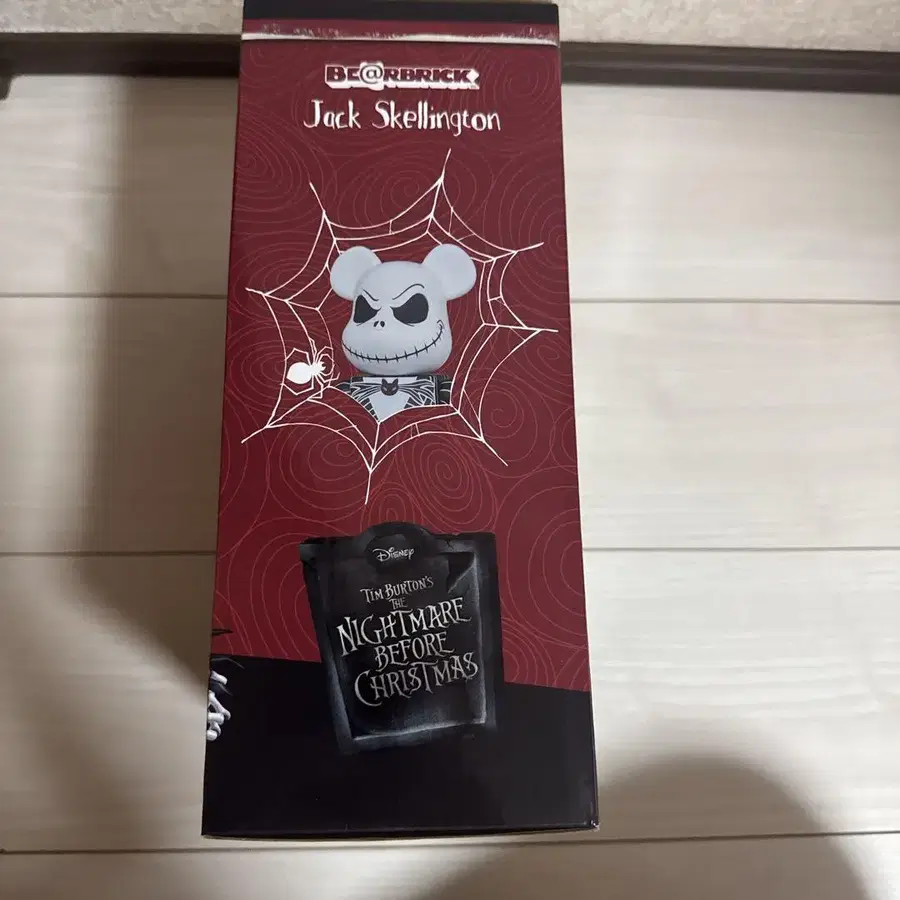 BE@RBRICK
Jack Skellington
Disney
TIM BURTON'S
THE
NIGHTMARE
BEFORE
CHRISTMAS